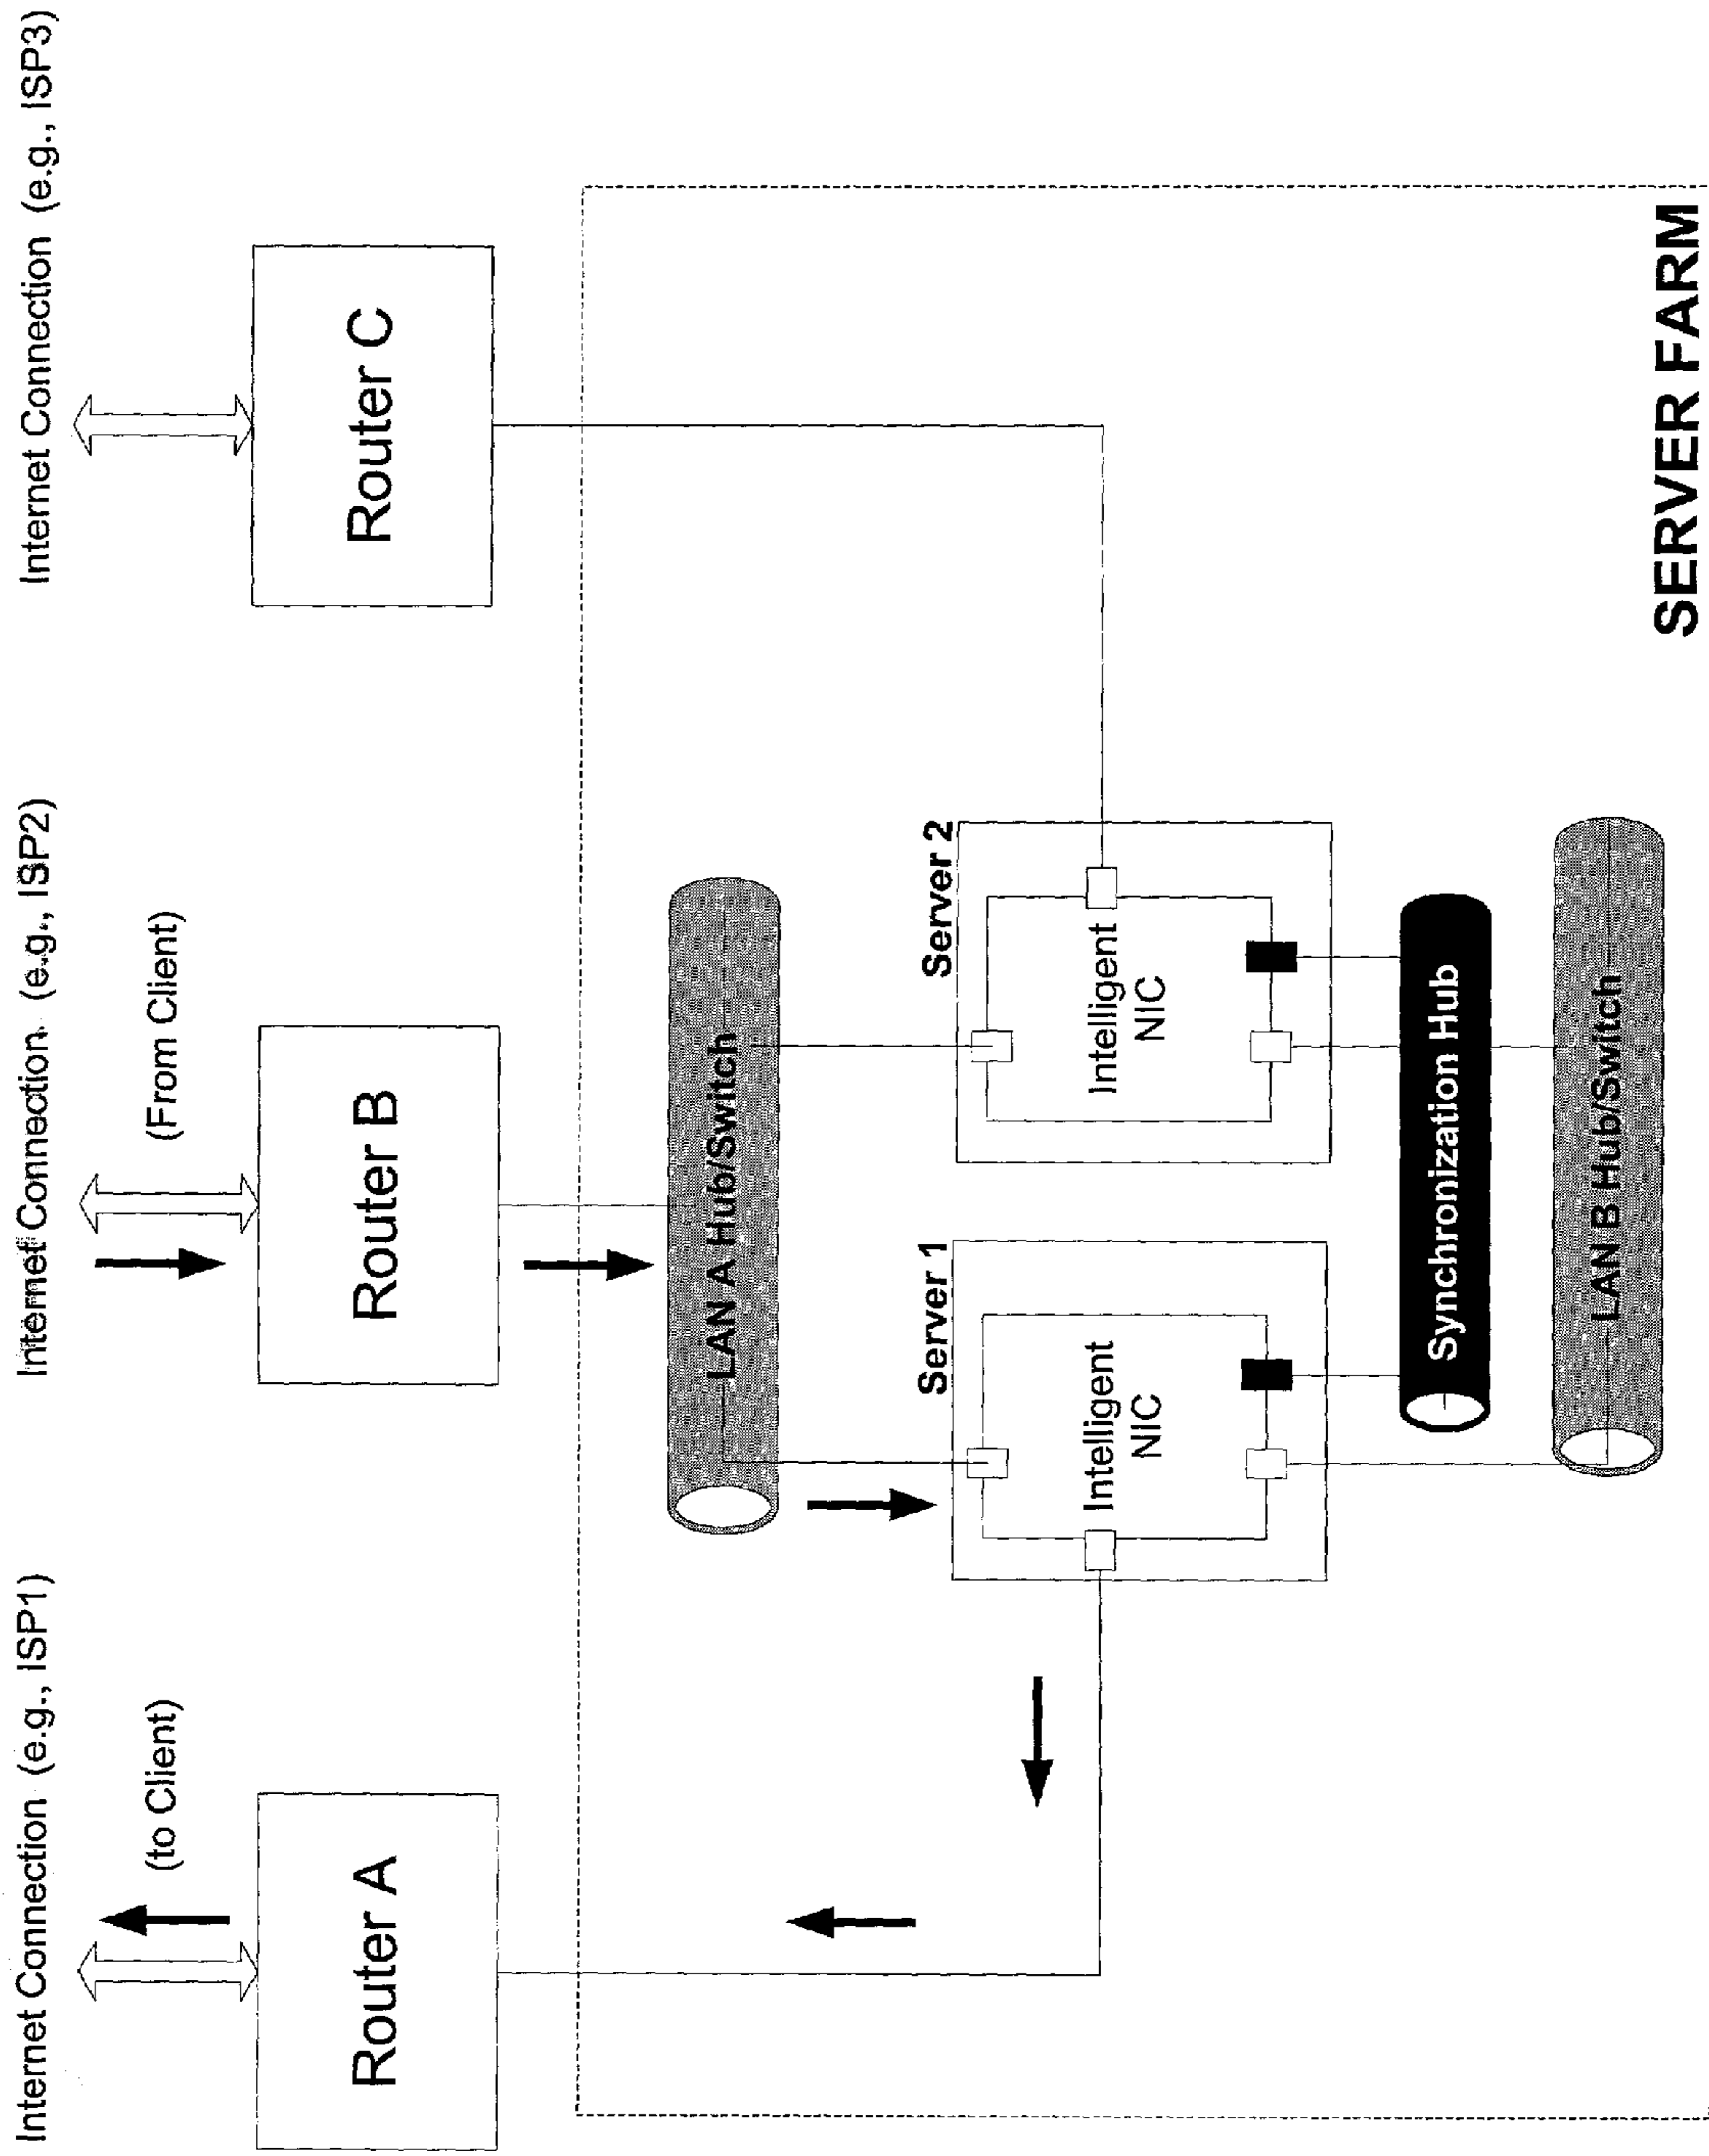 Internet Connection (e.g., ISP1)
Internet Connection (e.g., ISP2)
Internet Connection (e.g., ISP3)
(to Client)
(From Client)
Router A
Router B
Router C
LAN A Hub/Switch
Server 1
Server 2
Intelligent
NIC
Intelligent
NIC
Synchronization Hub
LAN B Hub/Switch
SERVER FARM